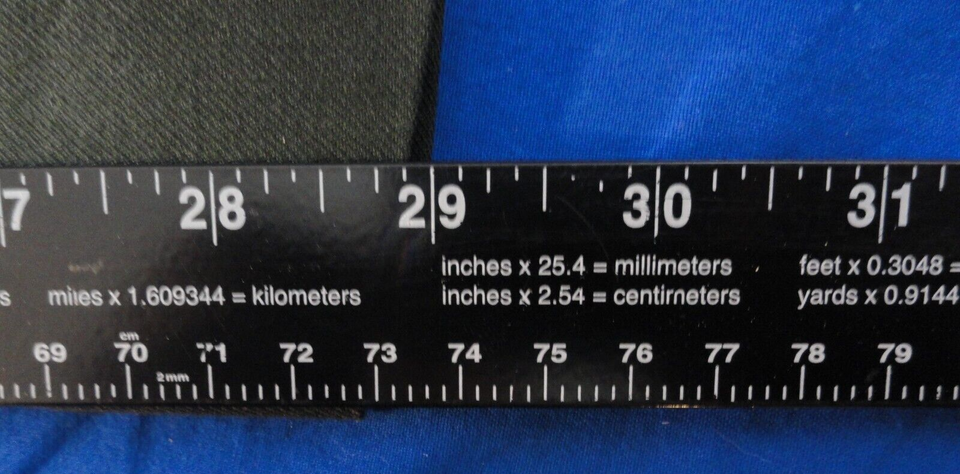 7 28 29 30 31
inches x 25.4 = millimeters feet x 0.3048 =
s miles x 1.609344 = kilometers inches x 2.54 = centimeters yards x 0.9144
cm
69 70 71 72 73 74 75 76 77 78 79
2mm